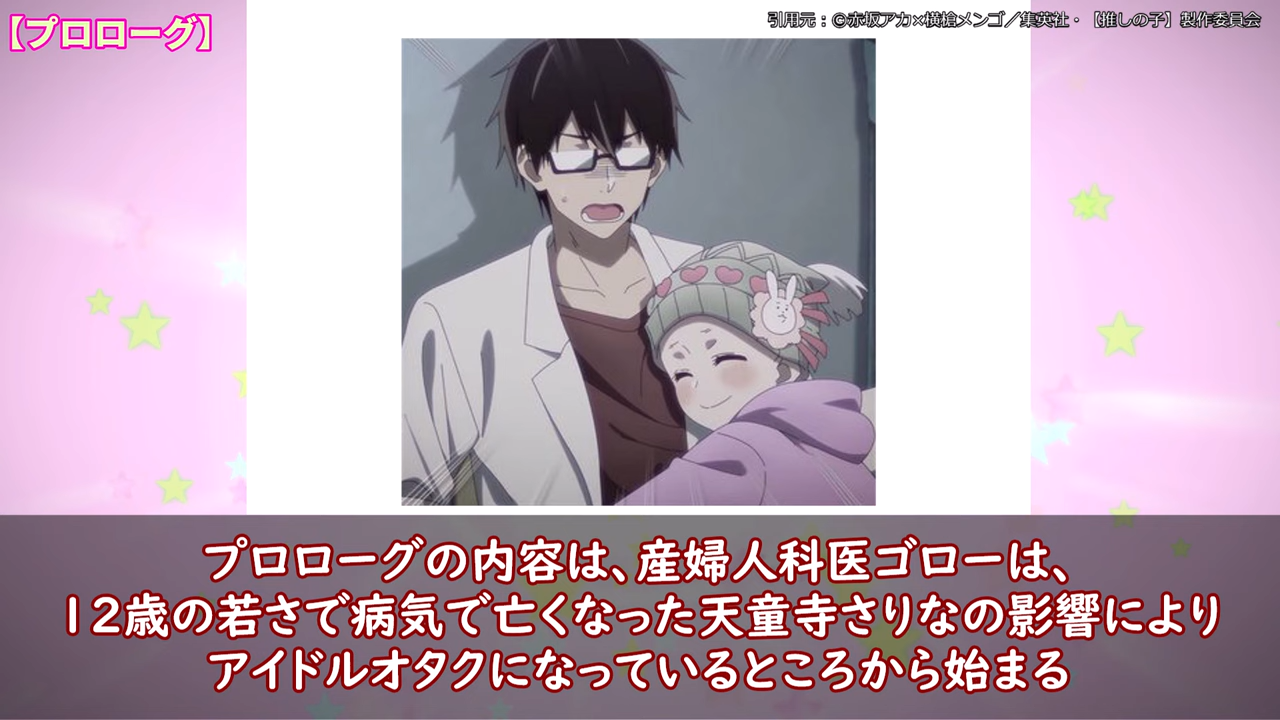 【プロローグ】
引用元：©赤坂アカ×横槍メンゴ／集英社・【推しの子】製作委員会
プロローグの内容は、産婦人科医ゴローは、
12歳の若さで病気で亡くなった天童寺さりなの影響により
アイドルオタクになっているところから始まる